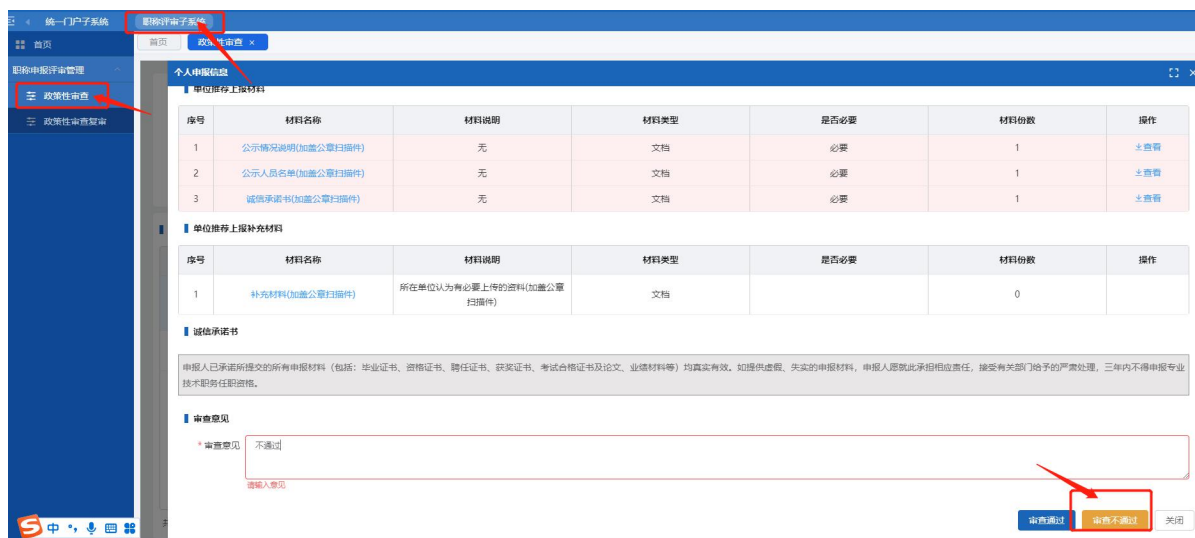 统一门户子系统 职称评审子系统
首页 首页 政策性审查 ×
职称申报评审管理
政策性审查
政策性审查复审
个人申报信息
单位推荐上报材料
序号 材料名称 材料说明 材料类型 是否必要 材料份数 操作
1 公示情况说明(加盖公章扫描件) 无 文档 必要 1 查看
2 公示人员名单(加盖公章扫描件) 无 文档 必要 1 查看
3 诚信承诺书(加盖公章扫描件) 无 文档 必要 1 查看
单位推荐上报补充材料
序号 材料名称 材料说明 材料类型 是否必要 材料份数 操作
1 补充材料(加盖公章扫描件) 所在单位认为有必要上传的资料(加盖公章
扫描件) 文档 0
诚信承诺书
申报人已承诺所提交的所有申报材料（包括：毕业证书、资格证书、聘任证书、获奖证书、考试合格证书及论文、业绩材料等）均真实有效。如提供虚假、失实的申报材料，申报人愿就此承担相应责任，接受有关部门给予的严肃处理，三年内不得申报专业
技术职务任职资格。
审查意见
* 审查意见 不通过
请输入意见
审查通过 审查不通过 关闭
中